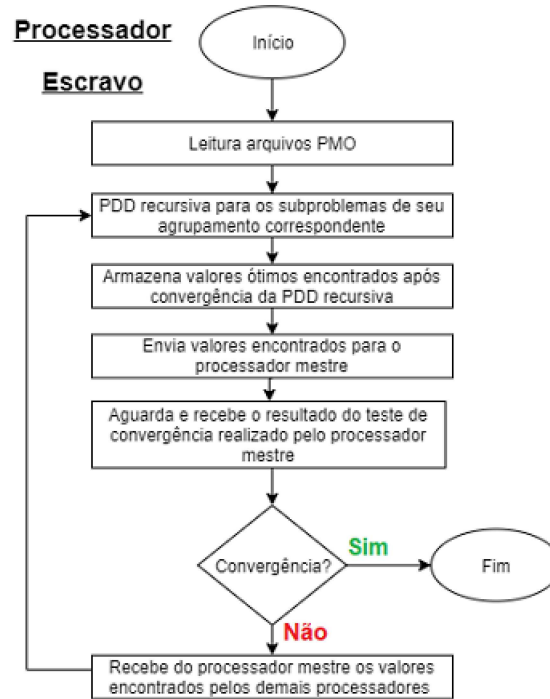 Processador
Escravo
Início
Leitura arquivos PMO
PDD recursiva para os subproblemas de seu
agrupamento correspondente
Armazena valores ótimos encontrados após
convergência da PDD recursiva
Envia valores encontrados para o
processador mestre
Aguarda e recebe o resultado do teste de
convergência realizado pelo processador
mestre
Convergência?
Sim
Fim
Não
Recebe do processador mestre os valores
encontrados pelos demais processadores